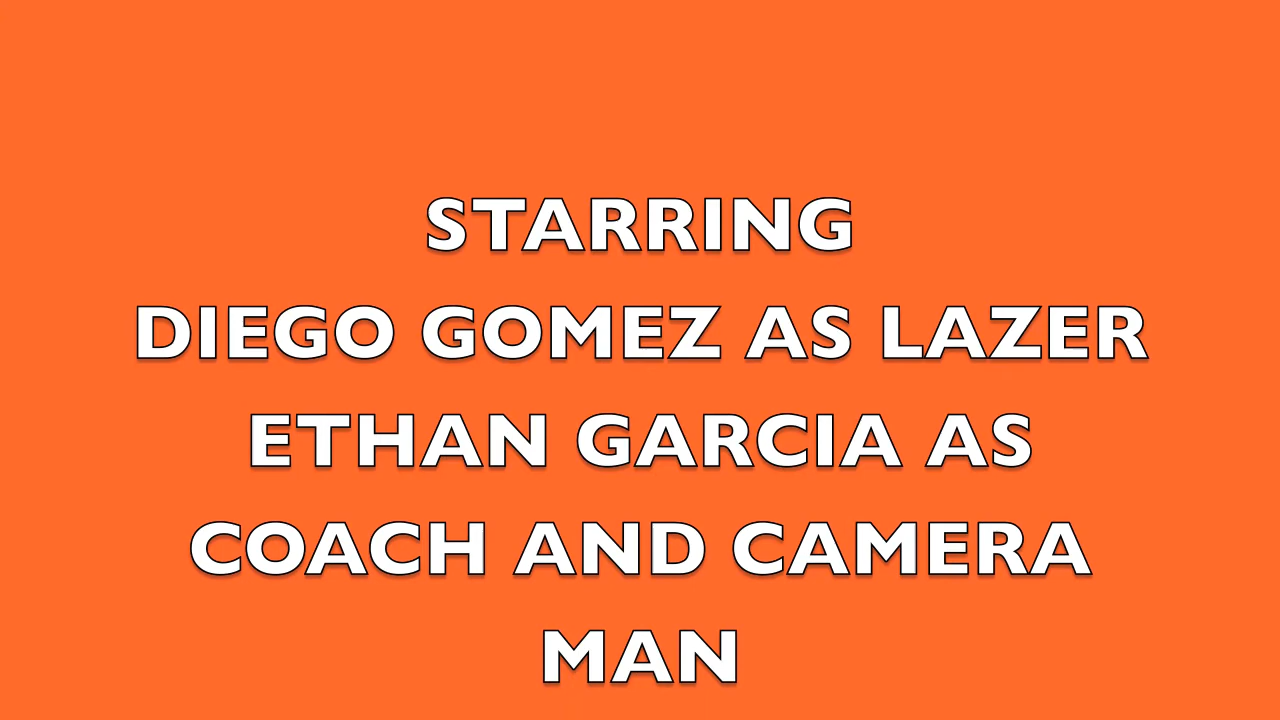 STARRING
DIEGO GOMEZ AS LAZER
ETHAN GARCIA AS
COACH AND CAMERA
MAN